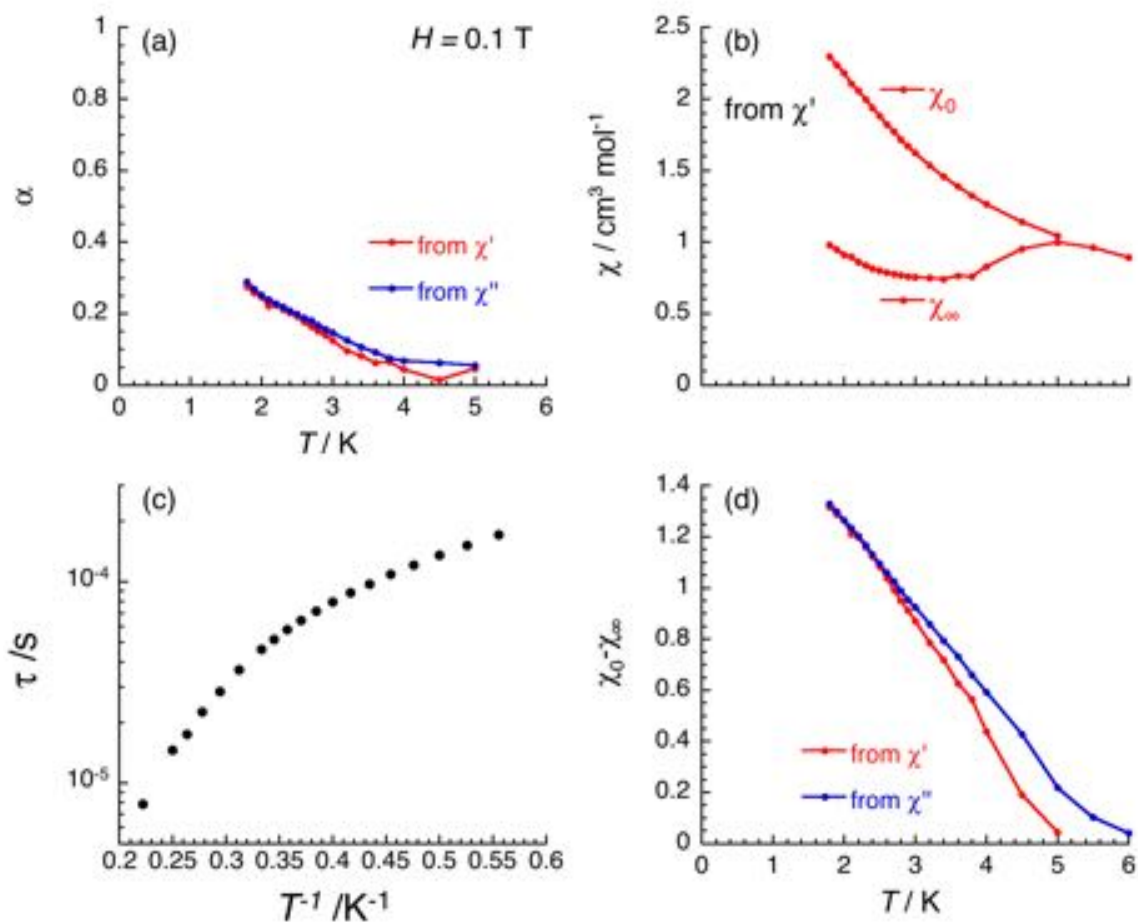 (a)
H = 0.1 T
1
0.8
0.6
0.4
0.2
0
α
from χ'
from χ"
0 1 2 3 4 5 6
T / K
(b)
from χ'
χ₀
χ∞
2.5
2
1.5
1
0.5
0
χ / cm³ mol⁻¹
(c)
10⁻⁴
10⁻⁵
τ /s
0.2 0.25 0.3 0.35 0.4 0.45 0.5 0.55 0.6
T⁻¹ /K⁻¹
(d)
1.4
1.2
1
0.8
0.6
0.4
0.2
0
χ₀-χ∞
from χ'
from χ"
0 1 2 3 4 5 6
T / K